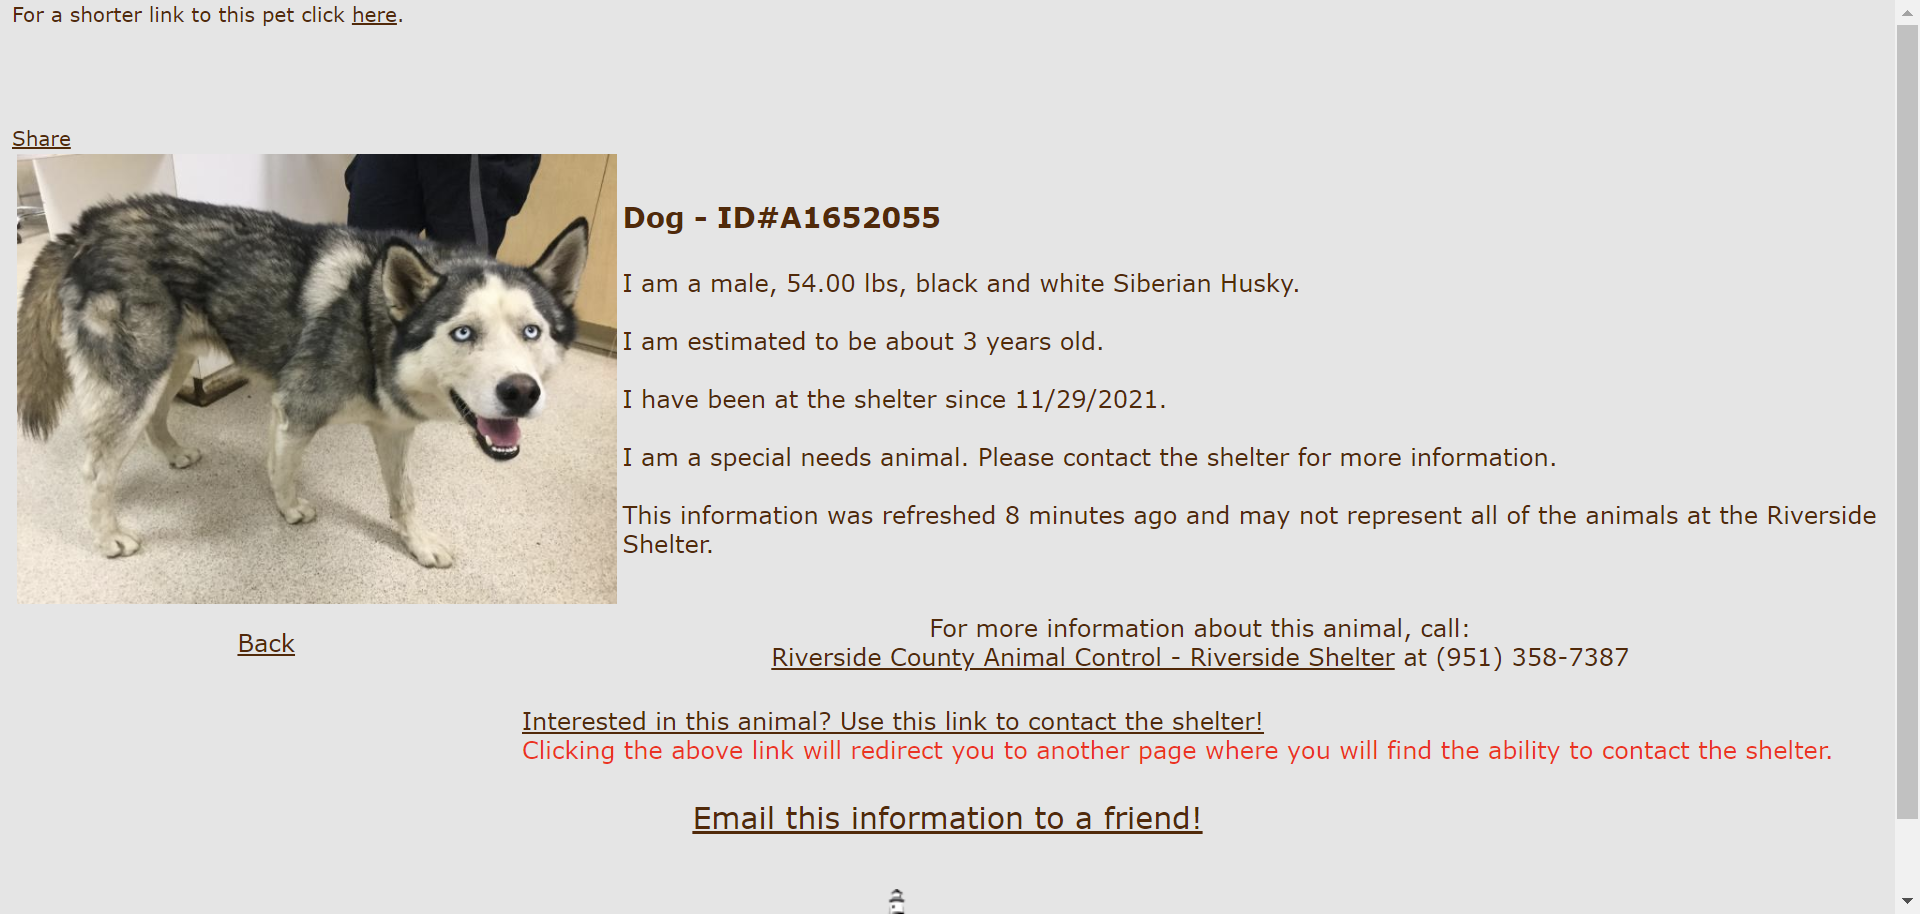 For a shorter link to this pet click here.
Share
Dog - ID#A1652055
I am a male, 54.00 lbs, black and white Siberian Husky.
I am estimated to be about 3 years old.
I have been at the shelter since 11/29/2021.
I am a special needs animal. Please contact the shelter for more information.
This information was refreshed 8 minutes ago and may not represent all of the animals at the Riverside
Shelter.
Back
For more information about this animal, call:
Riverside County Animal Control - Riverside Shelter at (951) 358-7387
Interested in this animal? Use this link to contact the shelter!
Clicking the above link will redirect you to another page where you will find the ability to contact the shelter.
Email this information to a friend!